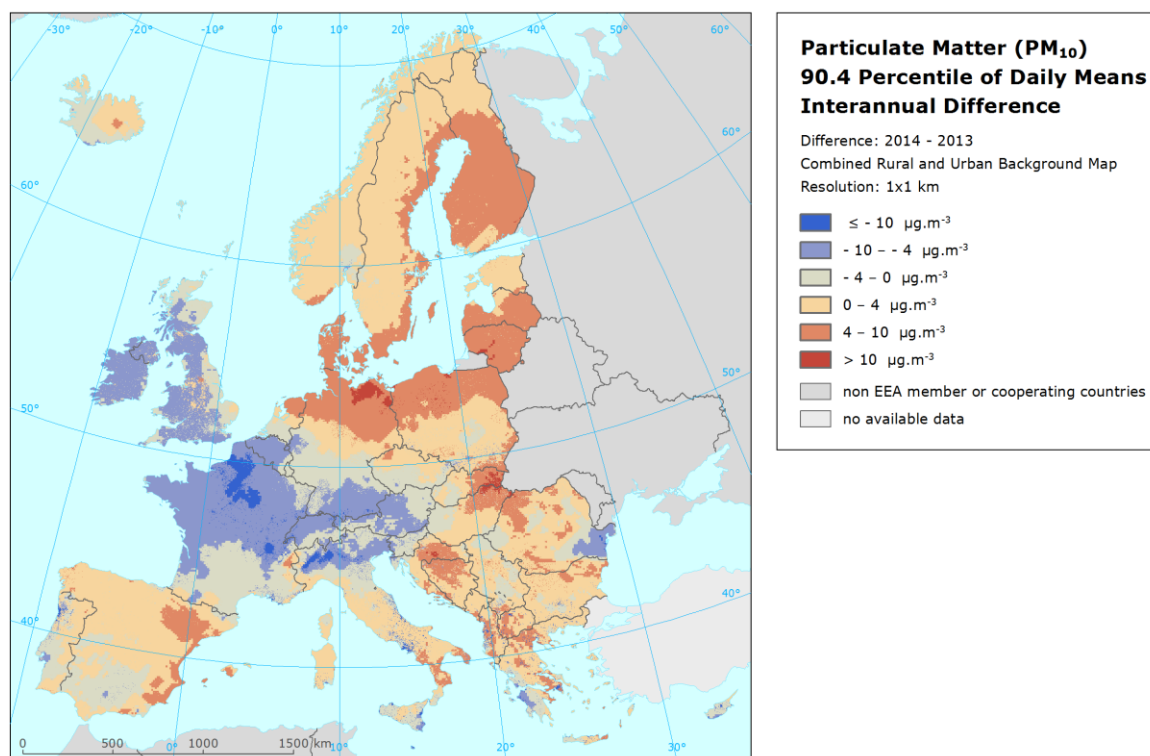 -30° -20° -10° 0° 10° 20° 30° 40° 50° 60°
60°
60°
50°
50°
40°
40°
0 500 1000 1500 km
0° 10° 20° 30°
Particulate Matter (PM₁₀)
90.4 Percentile of Daily Means
Interannual Difference
Difference: 2014 - 2013
Combined Rural and Urban Background Map
Resolution: 1x1 km
≤ - 10 µg.m⁻³
- 10 – - 4 µg.m⁻³
- 4 – 0 µg.m⁻³
0 – 4 µg.m⁻³
4 – 10 µg.m⁻³
> 10 µg.m⁻³
non EEA member or cooperating countries
no available data